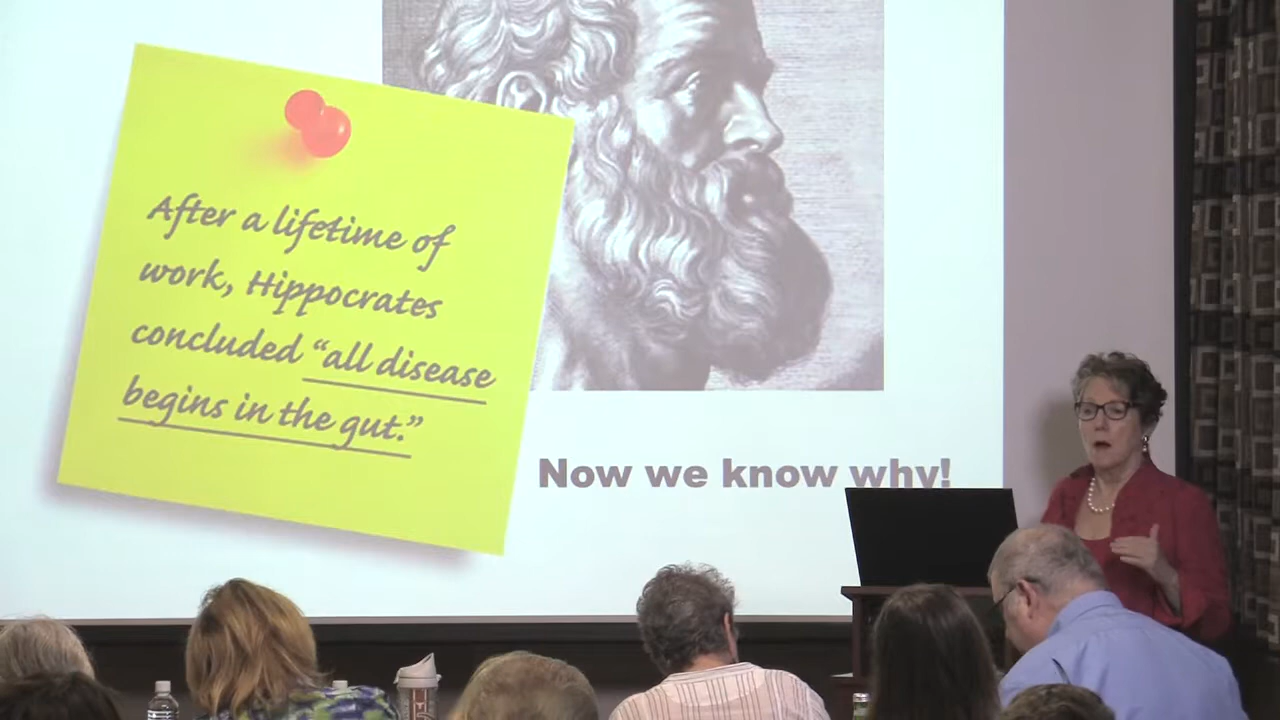 After a lifetime of
work, Hippocrates
concluded “all disease
begins in the gut.”
Now we know why!